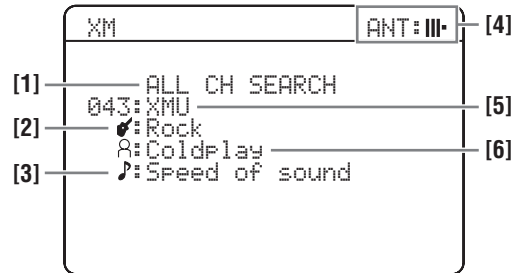 XM ANT:
[4]
[1] ALL CH SEARCH
043:XMU [5]
[2] :Rock
:Coldplay [6]
[3] :Speed of sound